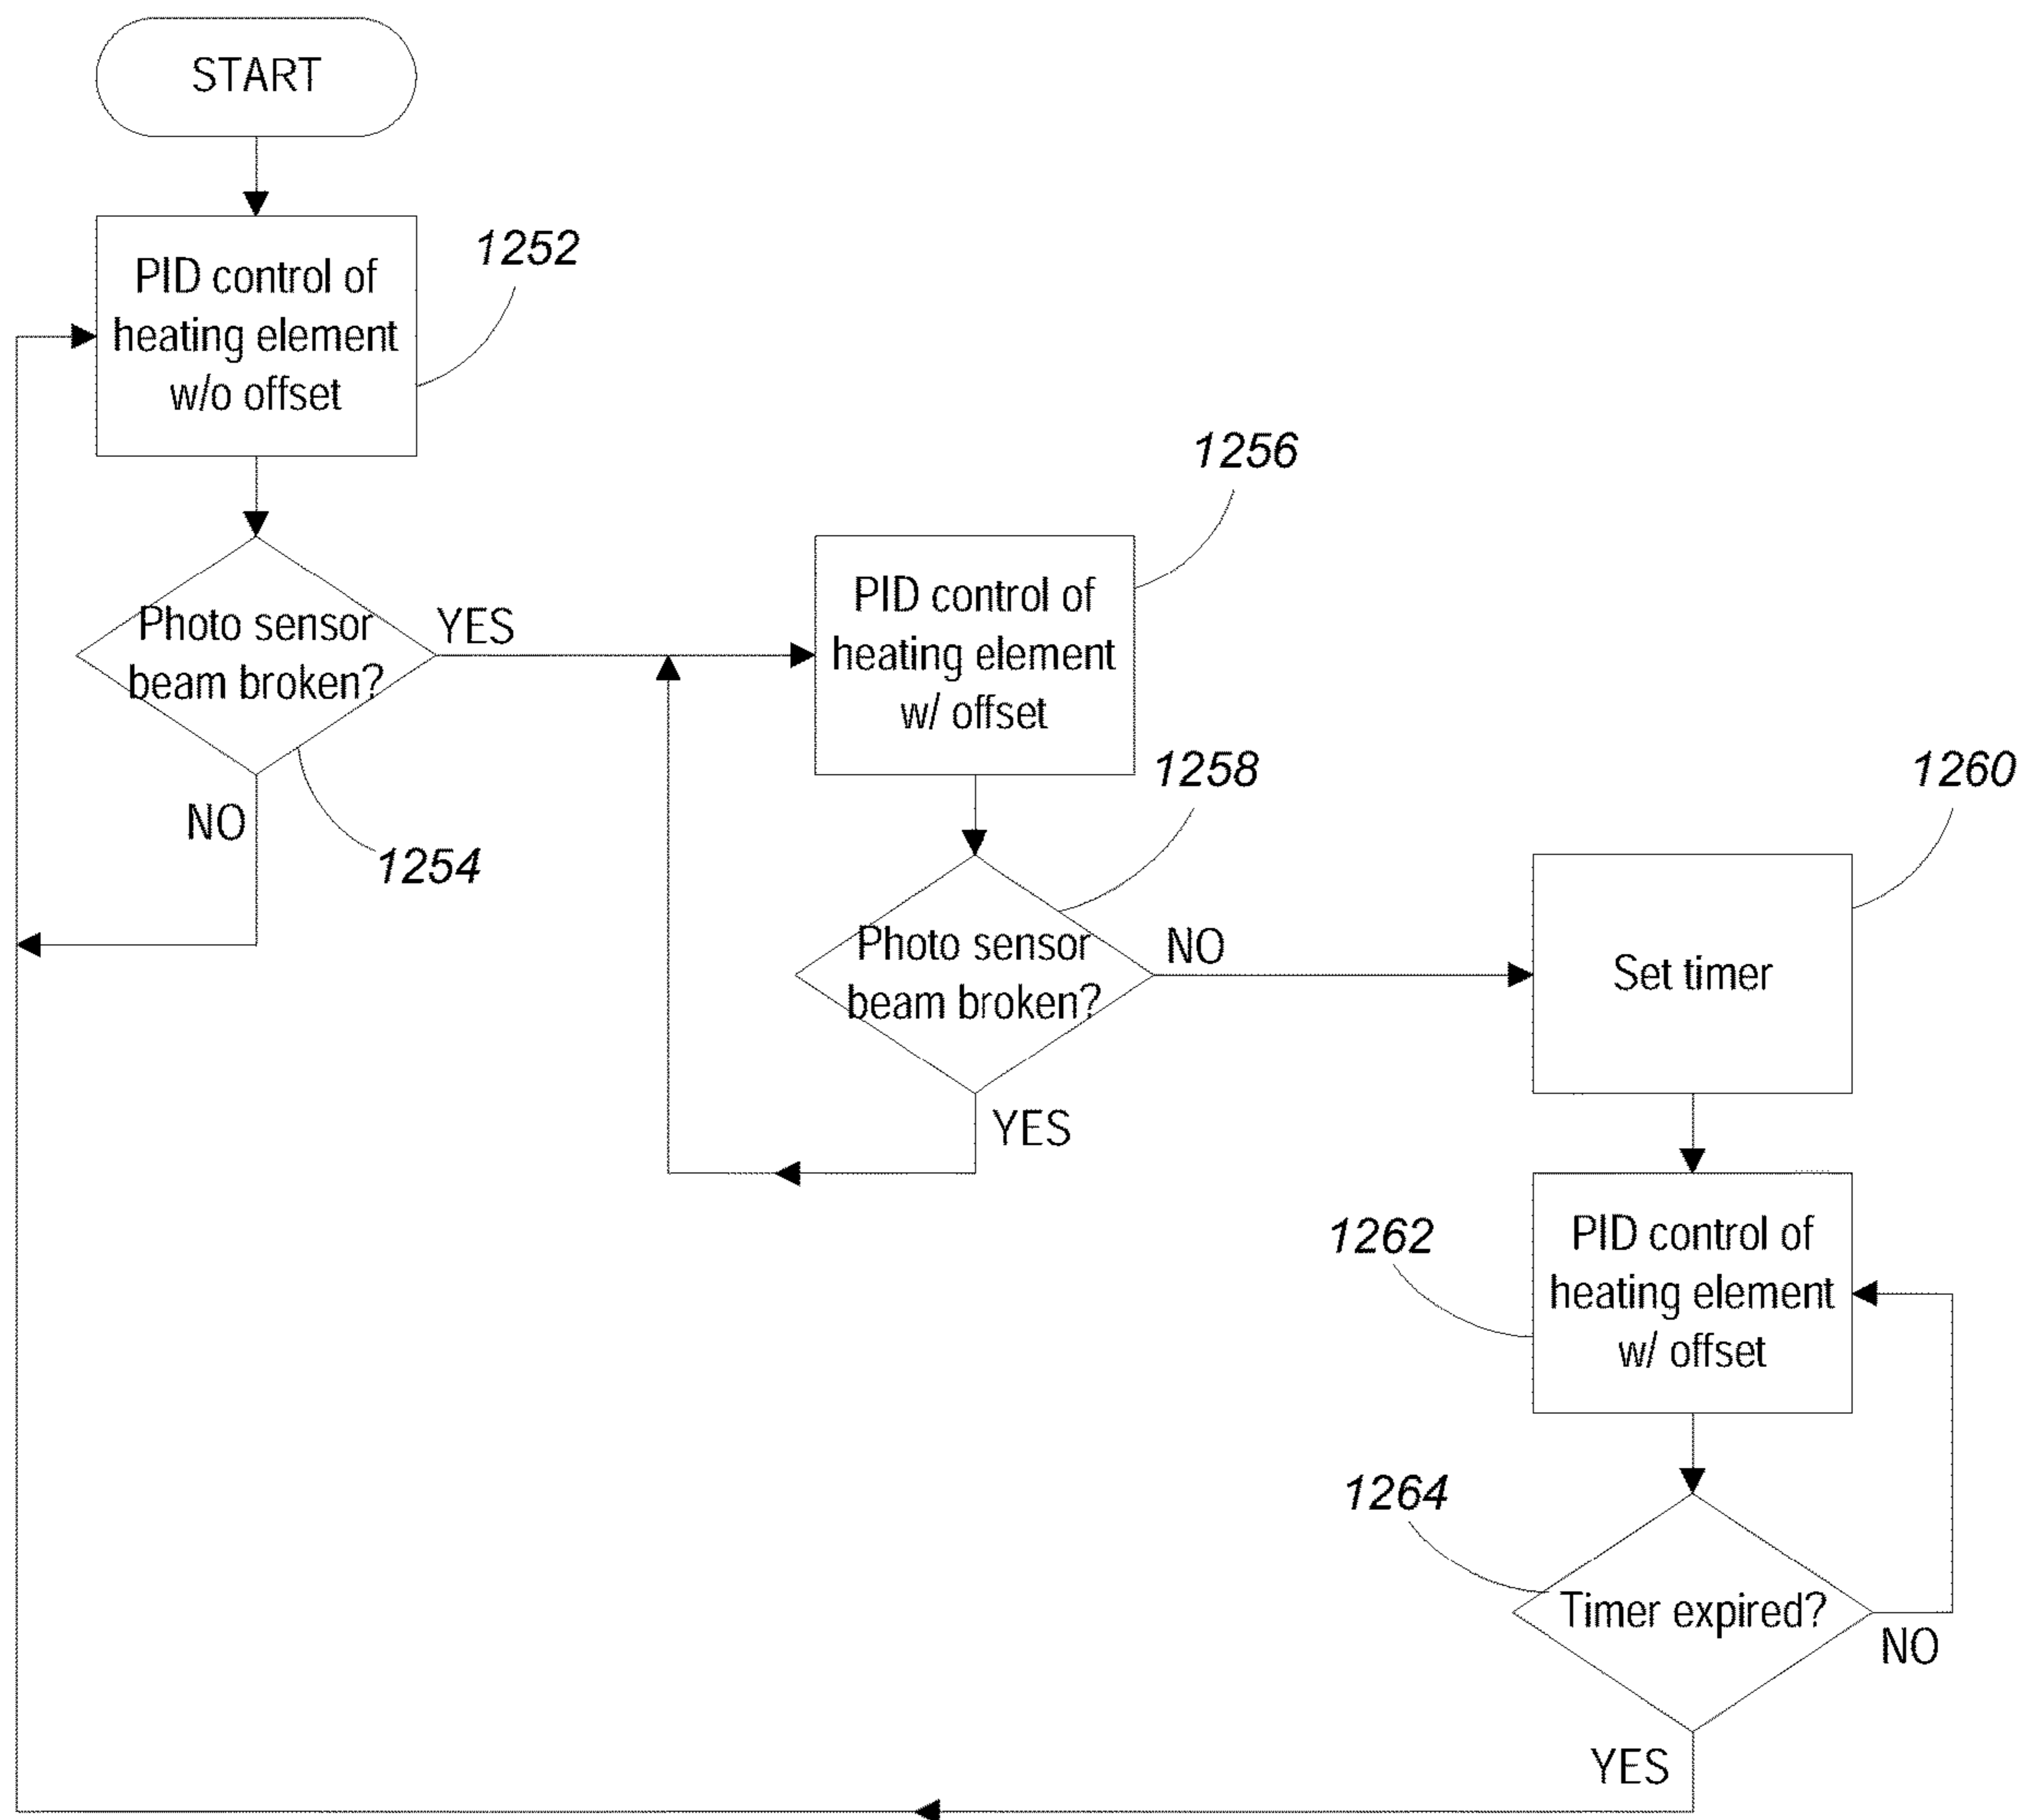 START
PID control of
heating element
w/o offset
1252
Photo sensor
beam broken?
YES
NO
1254
PID control of
heating element
w/ offset
1256
Photo sensor
beam broken?
1258
NO
YES
Set timer
1260
PID control of
heating element
w/ offset
1262
Timer expired?
1264
NO
YES